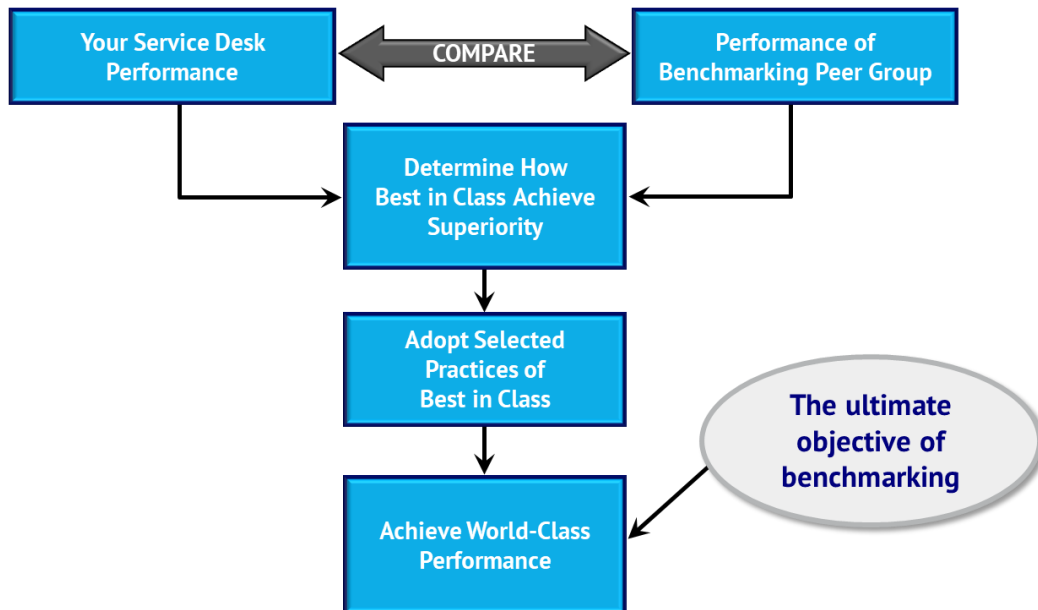 Your Service Desk
Performance
COMPARE
Performance of
Benchmarking Peer Group
Determine How
Best in Class Achieve
Superiority
Adopt Selected
Practices of
Best in Class
The ultimate
objective of
benchmarking
Achieve World-Class
Performance